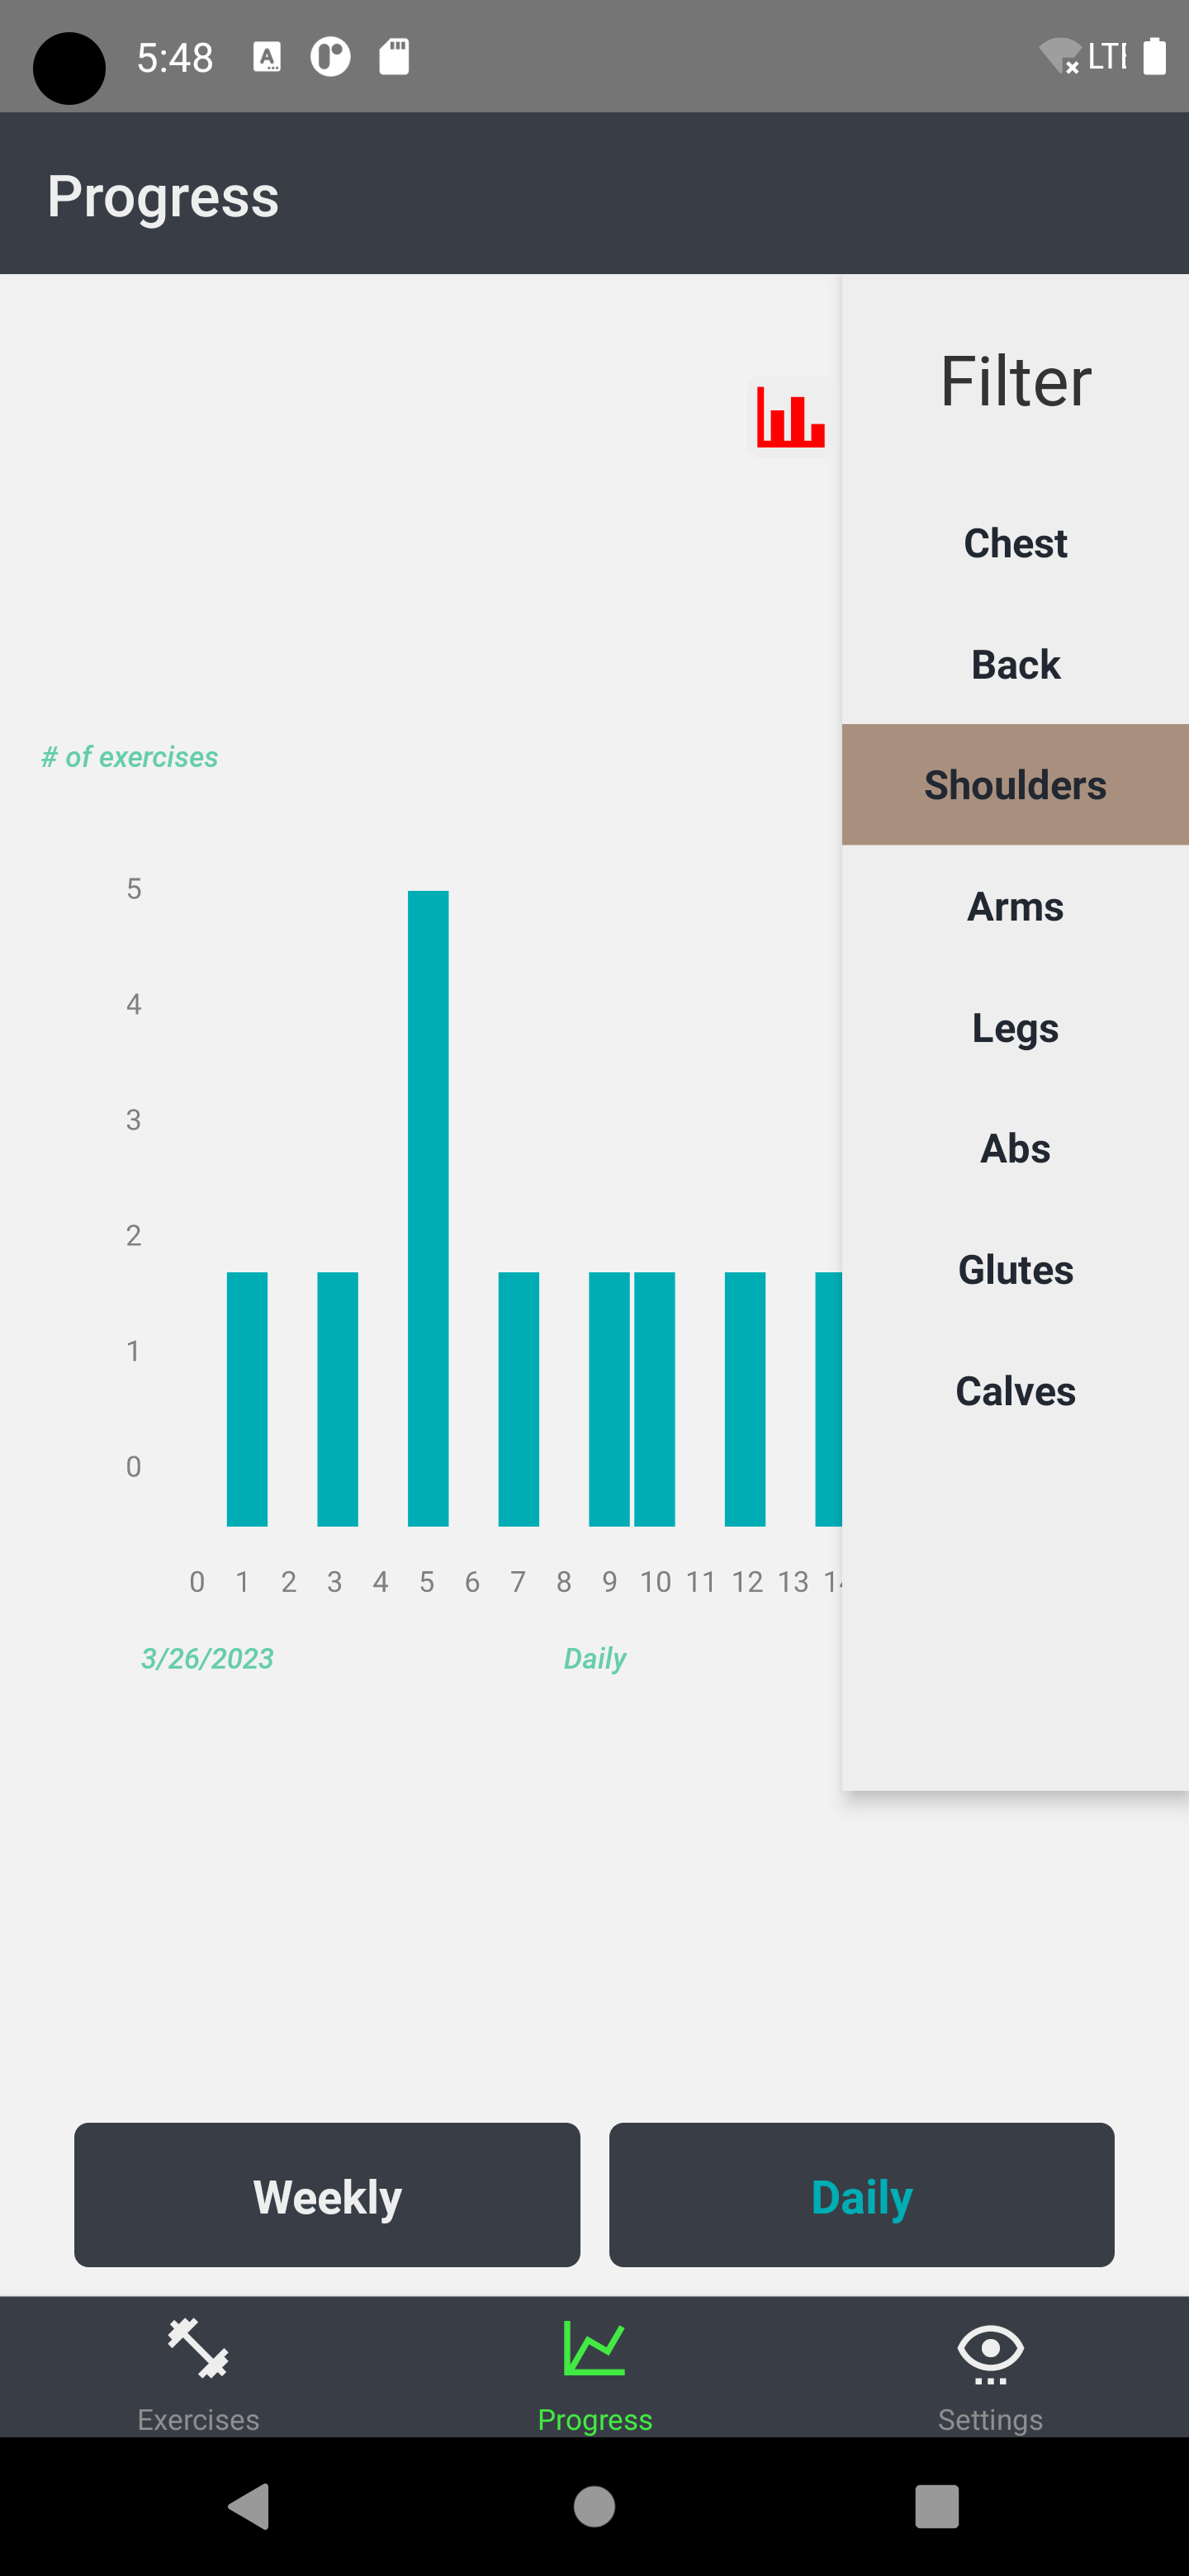 5:48
LTE
Progress
Filter
Chest
Back
# of exercises
Shoulders
5
Arms
4
Legs
3
Abs
2
Glutes
1
Calves
0
0 1 2 3 4 5 6 7 8 9 10 11 12 13
3/26/2023 Daily
Weekly Daily
Exercises Progress Settings